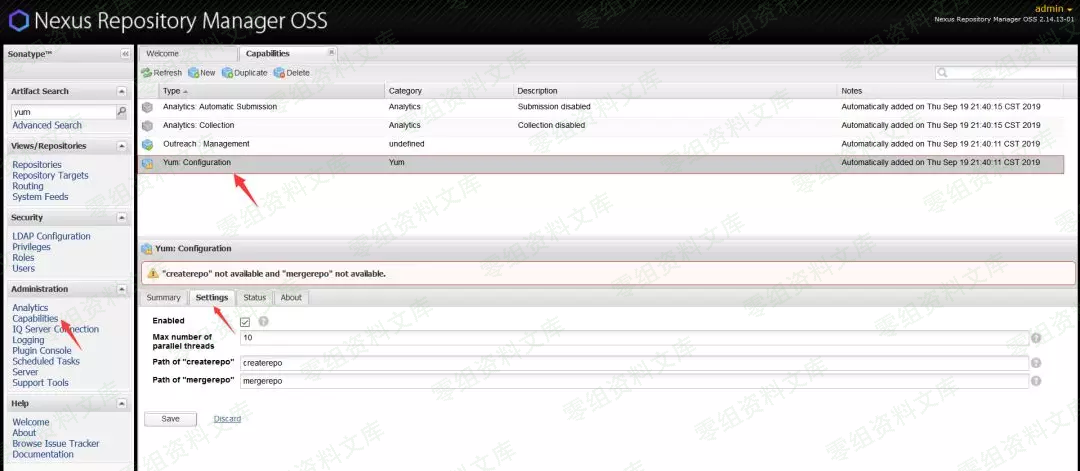 Nexus Repository Manager OSS
admin
Nexus Repository Manager OSS 2.14.13-01
Sonatype™
Welcome
Capabilities
Refresh New Duplicate Delete
Artifact Search
yum
Advanced Search
Views/Repositories
Repositories
Repository Targets
Routing
System Feeds
Security
LDAP Configuration
Privileges
Roles
Users
Administration
Analytics
Capabilities
IQ Server Connection
Logging
Plugin Console
Scheduled Tasks
Server
Support Tools
Help
Welcome
About
Browse Issue Tracker
Documentation
Type Category Description Notes
Analytics: Automatic Submission Analytics Submission disabled Automatically added on Thu Sep 19 21:40:15 CST 2019
Analytics: Collection Analytics Collection disabled Automatically added on Thu Sep 19 21:40:15 CST 2019
Outreach : Management undefined Automatically added on Thu Sep 19 21:40:11 CST 2019
Yum: Configuration Yum Automatically added on Thu Sep 19 21:40:11 CST 2019
Yum: Configuration
"createrepo" not available and "mergerepo" not available.
Summary Settings Status About
Enabled
Max number of
parallel threads
10
Path of "createrepo" createrepo
Path of "mergerepo" mergerepo
Save Discard
零组资料文库